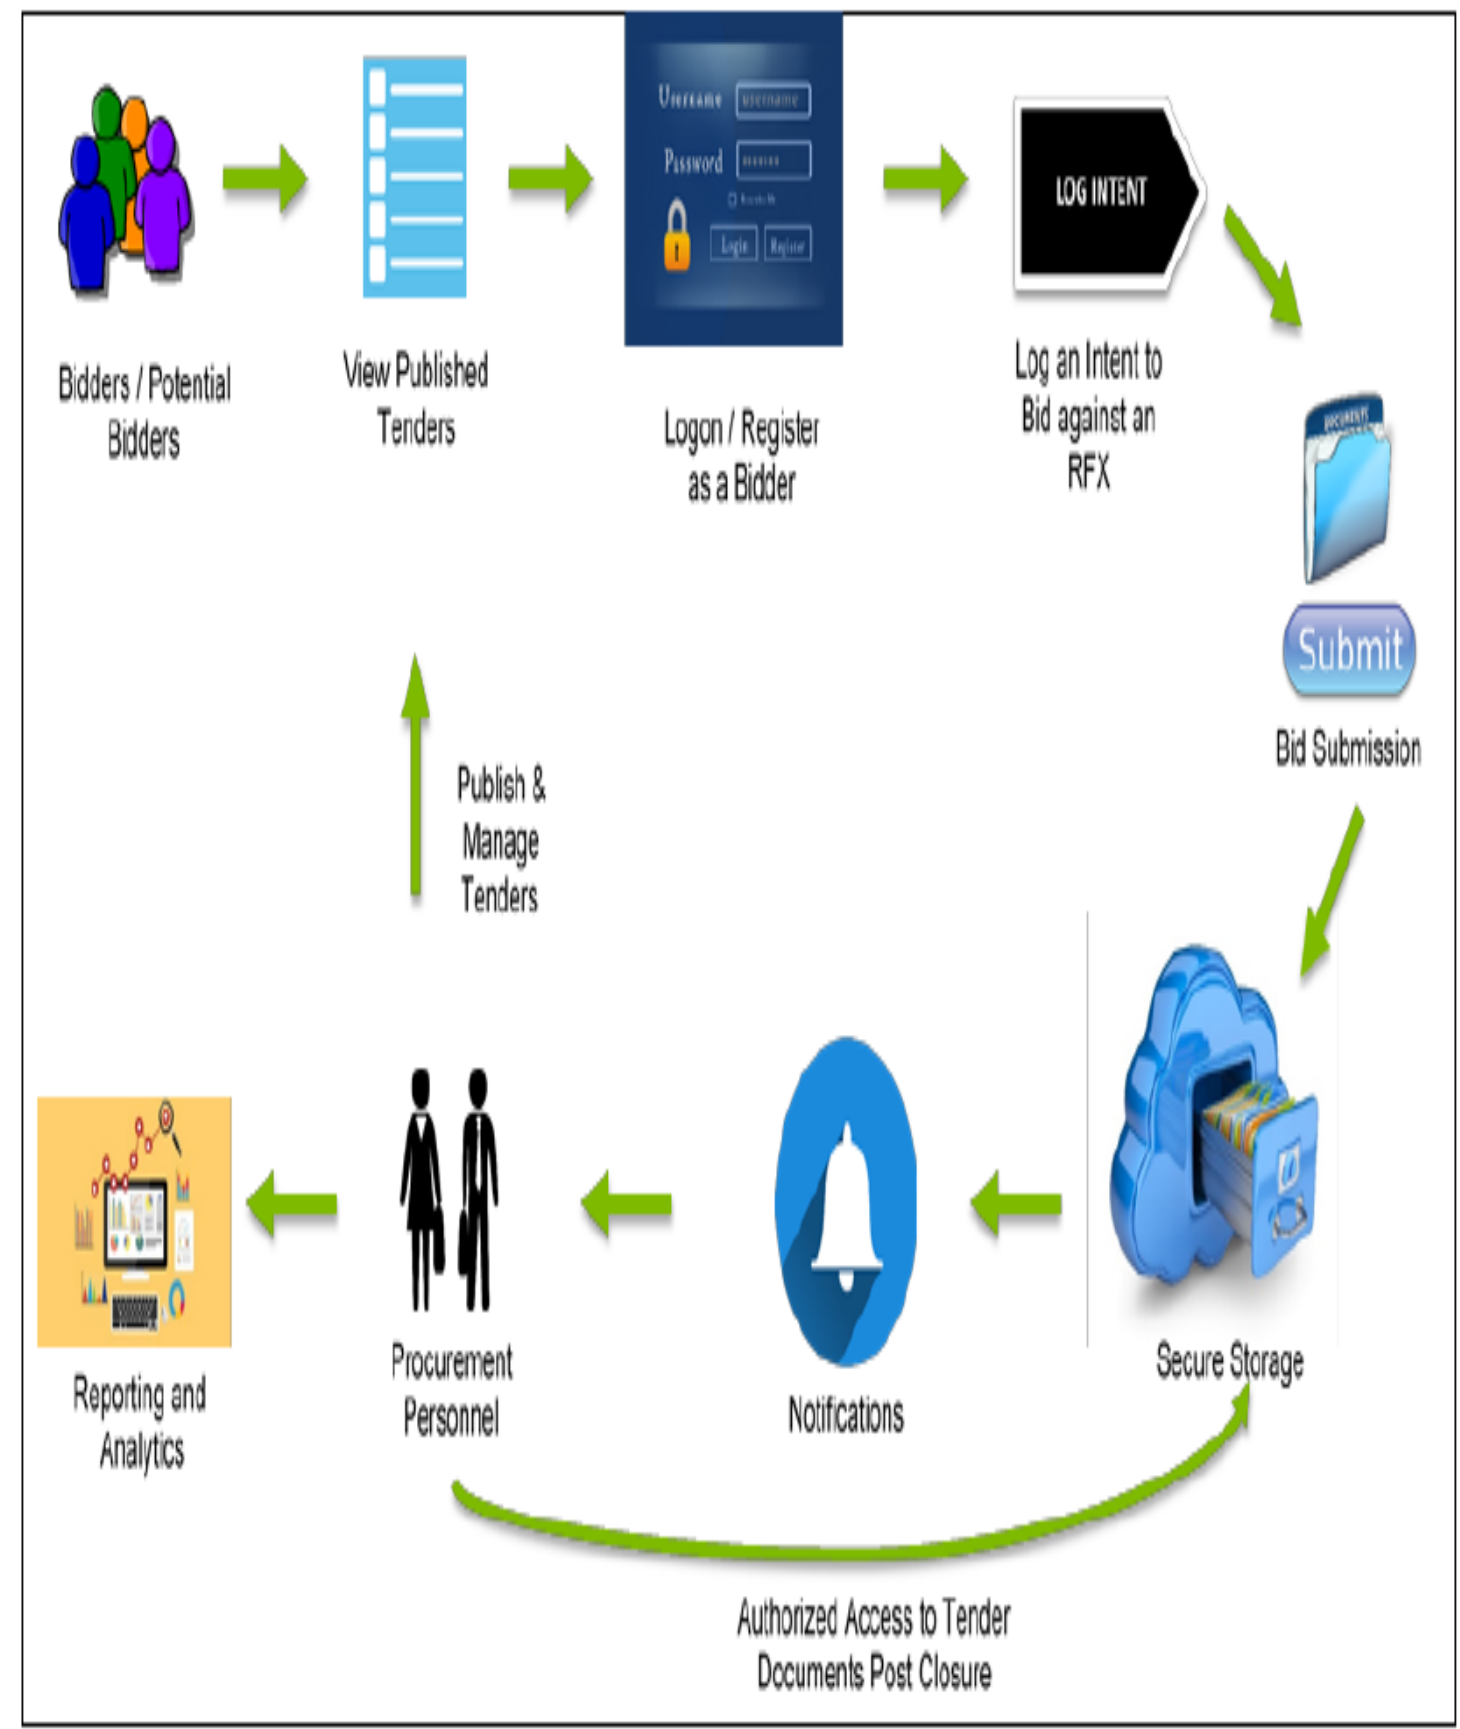 Username
username
Password
Login
Register
LOG INTENT
Bidders / Potential
Bidders
View Published
Tenders
Logon / Register
as a Bidder
Log an Intent to
Bid against an
RFX
DOCUMENTS
Submit
Bid Submission
Publish &
Manage
Tenders
Secure Storage
Notifications
Procurement
Personnel
Reporting and
Analytics
Authorized Access to Tender
Documents Post Closure